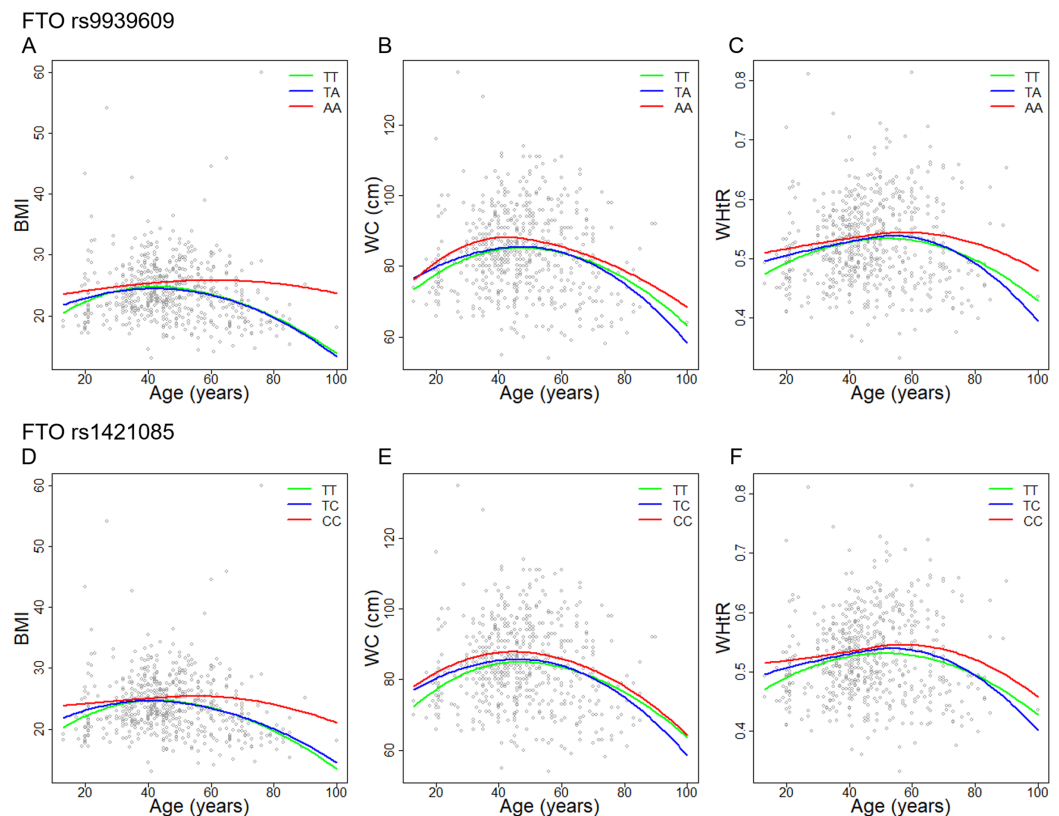 FTO rs9939609
A
B
C
60
50
40
30
20
BMI
TT
TA
AA
20 40 60 80 100
Age (years)
120
100
80
60
WC (cm)
TT
TA
AA
20 40 60 80 100
Age (years)
0.8
0.7
0.6
0.5
0.4
WHtR
TT
TA
AA
20 40 60 80 100
Age (years)
FTO rs1421085
D
E
F
60
50
40
30
20
BMI
TT
TC
CC
20 40 60 80 100
Age (years)
120
100
80
60
WC (cm)
TT
TC
CC
20 40 60 80 100
Age (years)
0.8
0.7
0.6
0.5
0.4
WHtR
TT
TC
CC
20 40 60 80 100
Age (years)